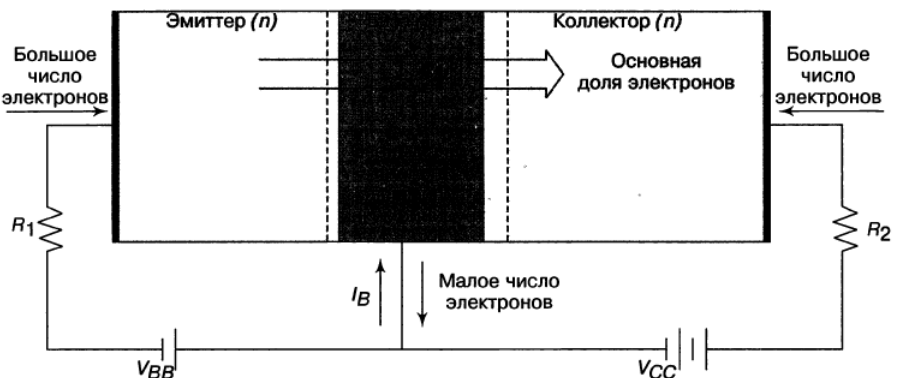 Эмиттер (n)
Коллектор (n)
Большое
число
электронов
Основная
доля электронов
Большое
число
электронов
R1
R2
IB
Малое число
электронов
VBB
VCC